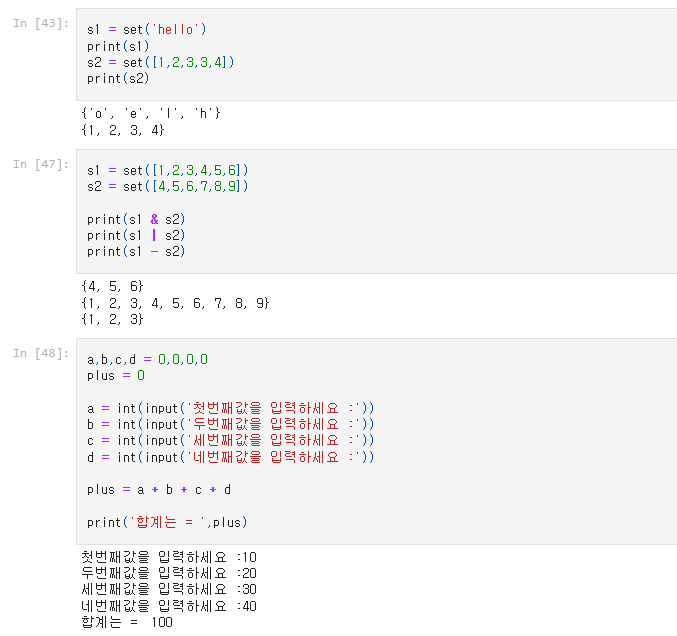 In [43]:
s1 = set('hello')
print(s1)
s2 = set([1,2,3,3,4])
print(s2)
{'o', 'e', 'l', 'h'}
{1, 2, 3, 4}
In [47]:
s1 = set([1,2,3,4,5,6])
s2 = set([4,5,6,7,8,9])
print(s1 & s2)
print(s1 | s2)
print(s1 - s2)
{4, 5, 6}
{1, 2, 3, 4, 5, 6, 7, 8, 9}
{1, 2, 3}
In [48]:
a,b,c,d = 0,0,0,0
plus = 0
a = int(input('첫번째값을 입력하세요 :'))
b = int(input('두번째값을 입력하세요 :'))
c = int(input('세번째값을 입력하세요 :'))
d = int(input('네번째값을 입력하세요 :'))
plus = a + b + c + d
print('합계는 = ',plus)
첫번째값을 입력하세요 :10
두번째값을 입력하세요 :20
세번째값을 입력하세요 :30
네번째값을 입력하세요 :40
합계는 =  100